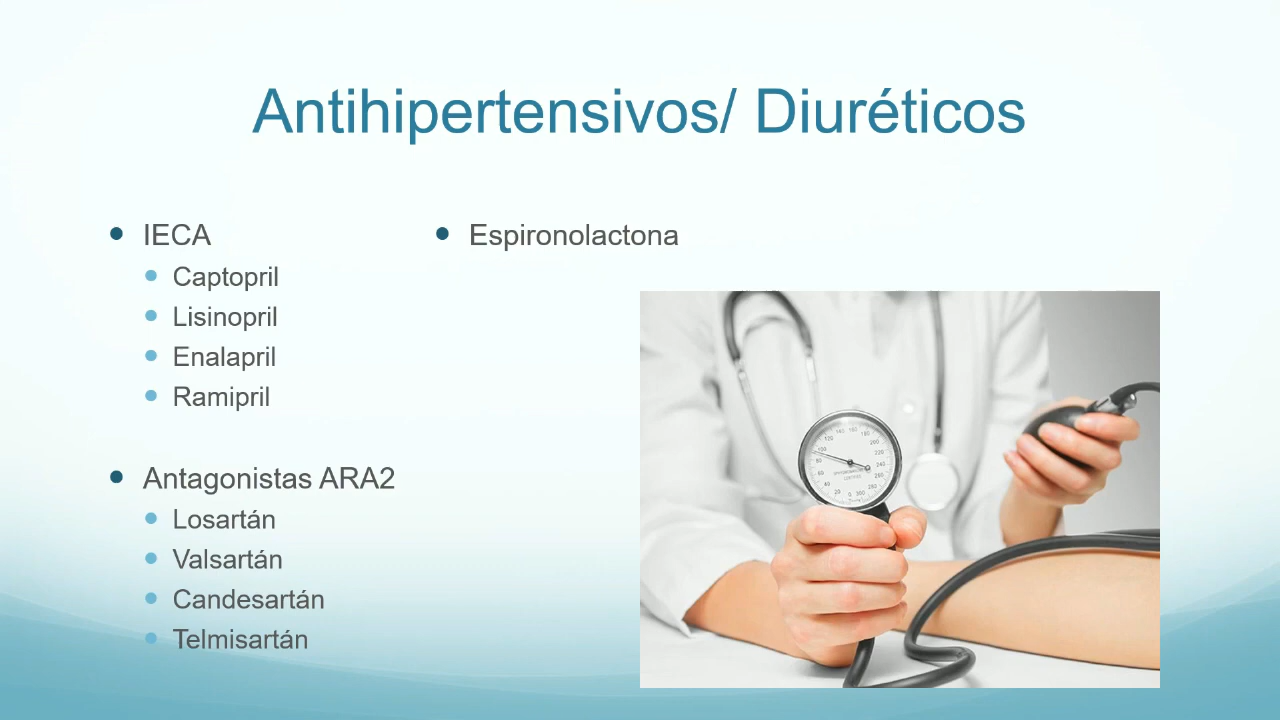 Antihipertensivos/ Diuréticos
IECA
Captopril
Lisinopril
Enalapril
Ramipril
Antagonistas ARA2
Losartán
Valsartán
Candesartán
Telmisartán
Espironolactona